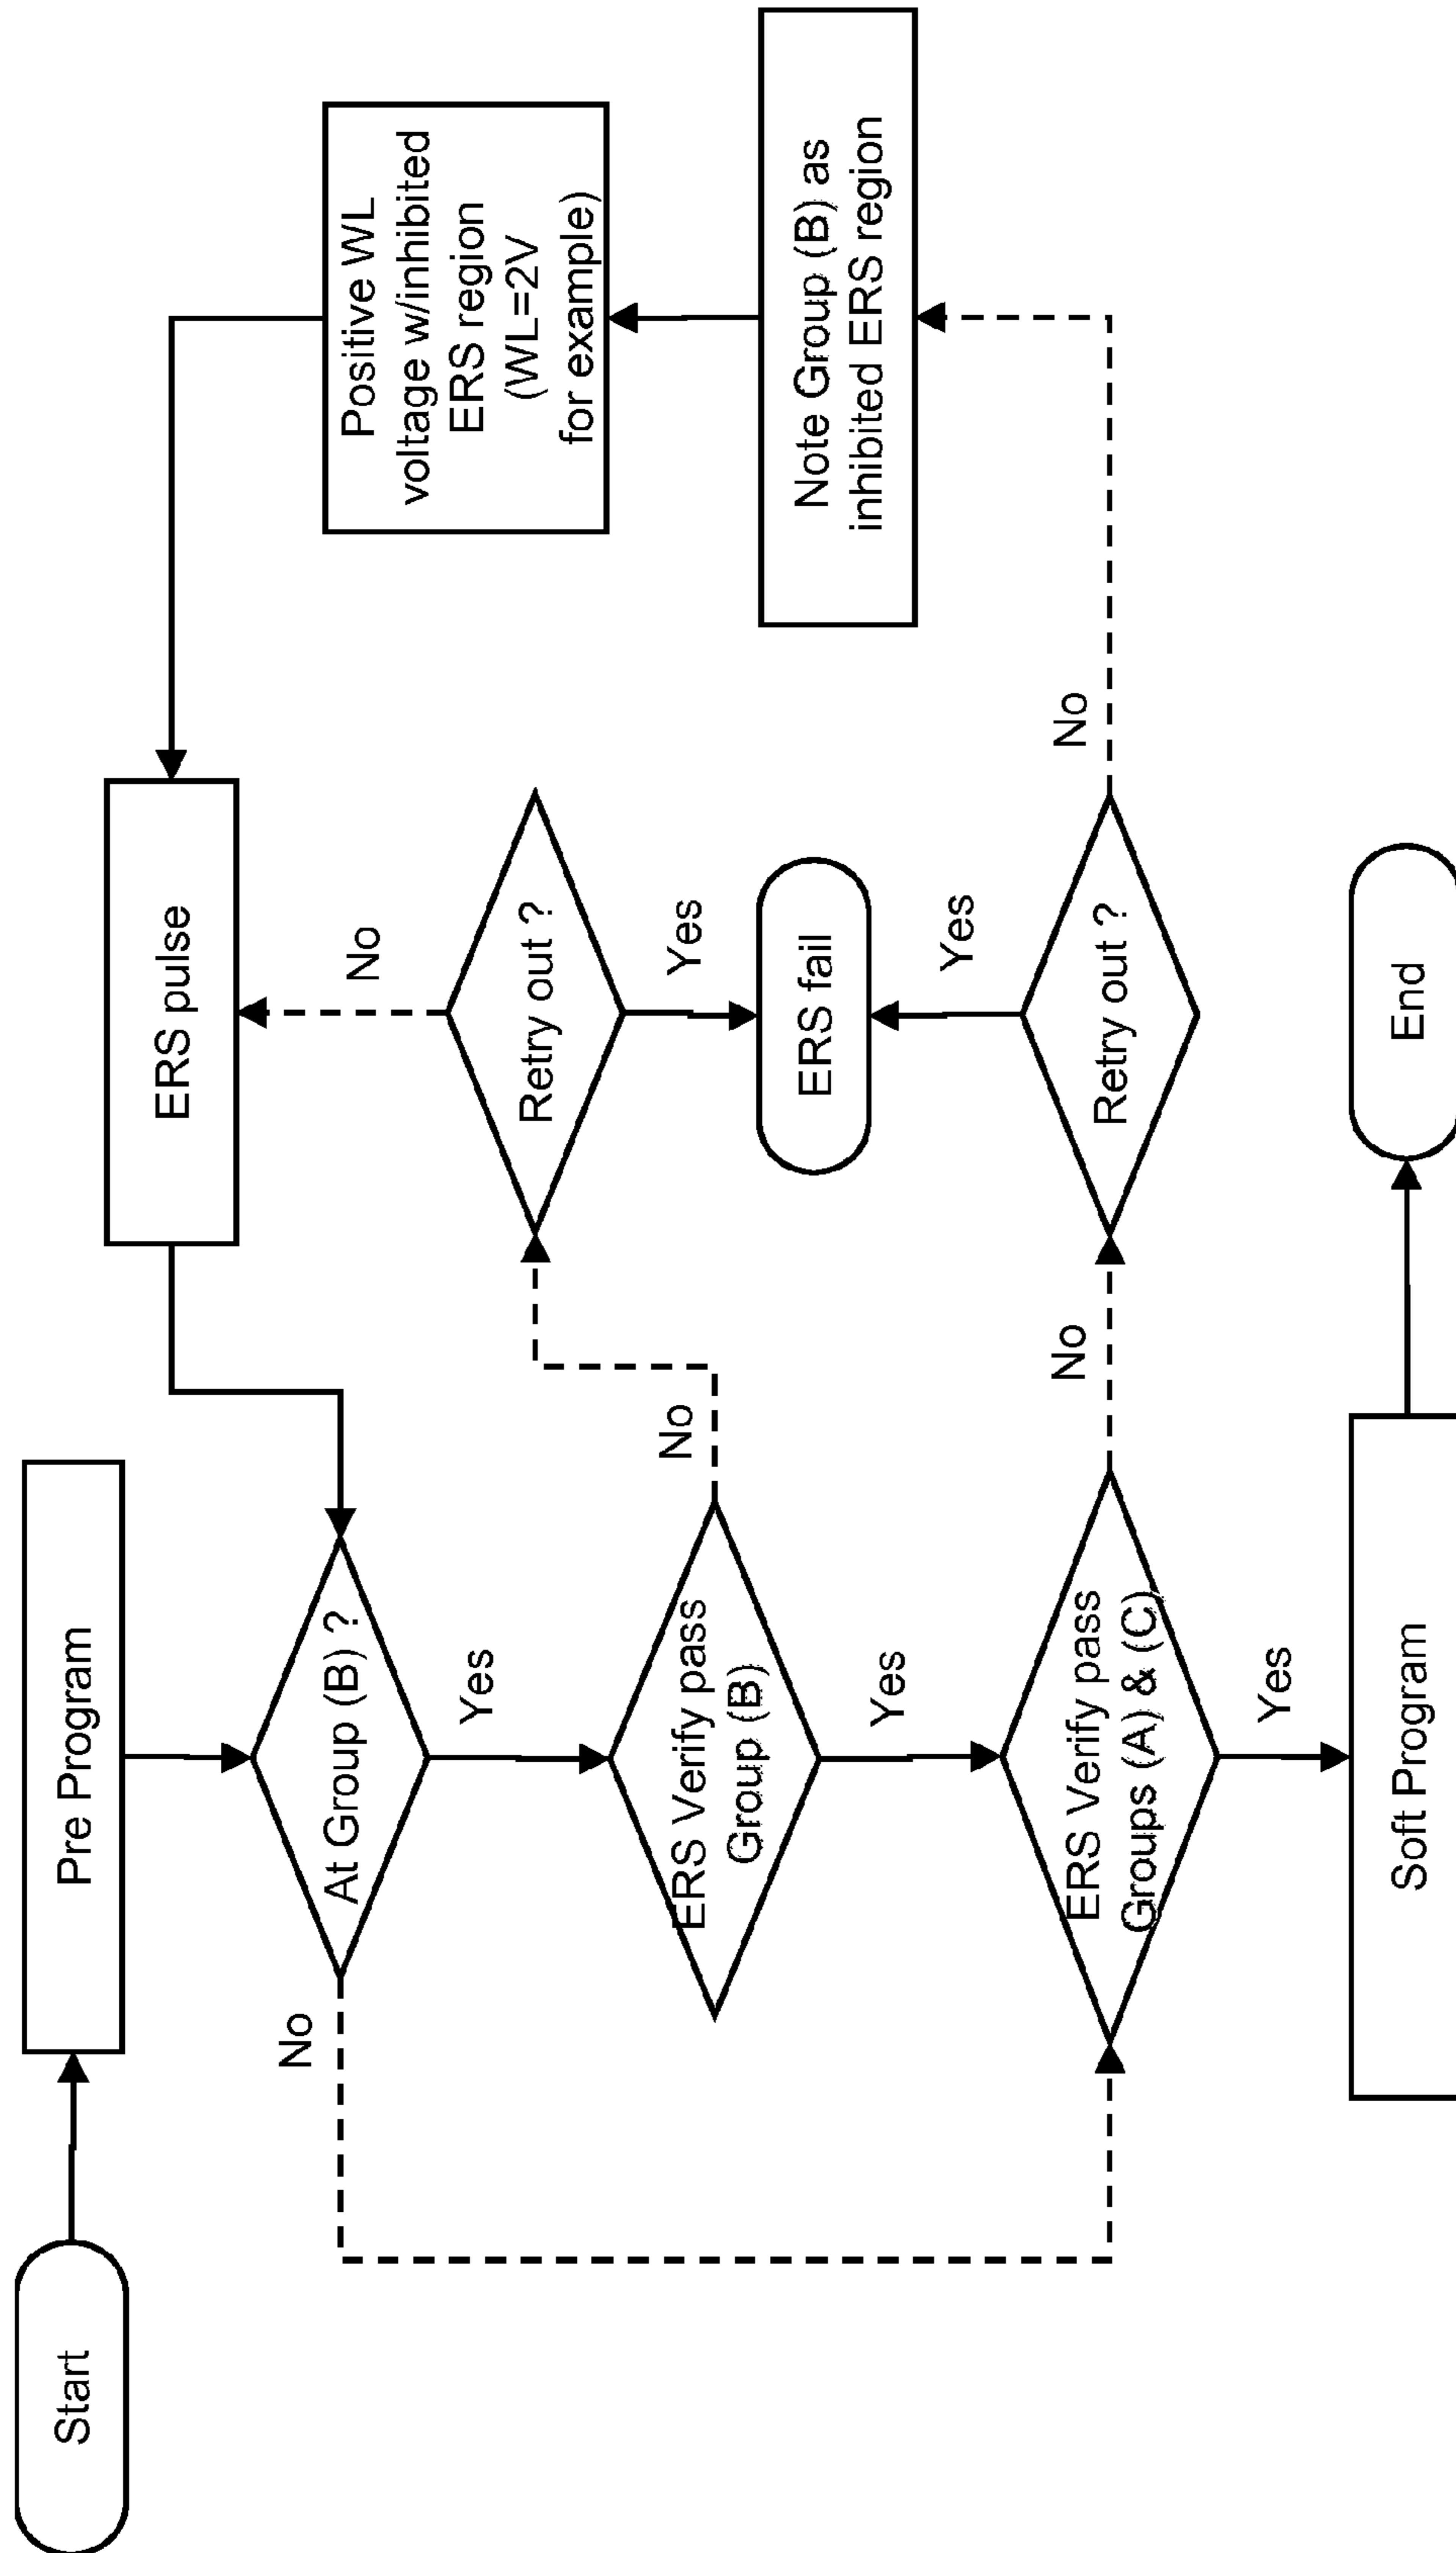 Start
Pre Program
At Group (B) ?
No
Yes
ERS Verify pass
Group (B)
No
Yes
ERS Verify pass
Groups (A) & (C)
No
Yes
Soft Program
End
ERS pulse
No
Retry out ?
Yes
ERS fail
Yes
Retry out ?
No
Positive WL
voltage w/inhibited
ERS region
(WL=2V
for example)
Note Group (B) as
inhibited ERS region